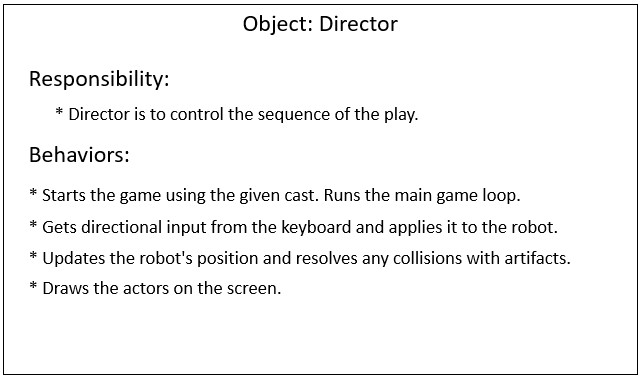 Object: Director
Responsibility:
* Director is to control the sequence of the play.
Behaviors:
* Starts the game using the given cast. Runs the main game loop.
* Gets directional input from the keyboard and applies it to the robot.
* Updates the robot's position and resolves any collisions with artifacts.
* Draws the actors on the screen.